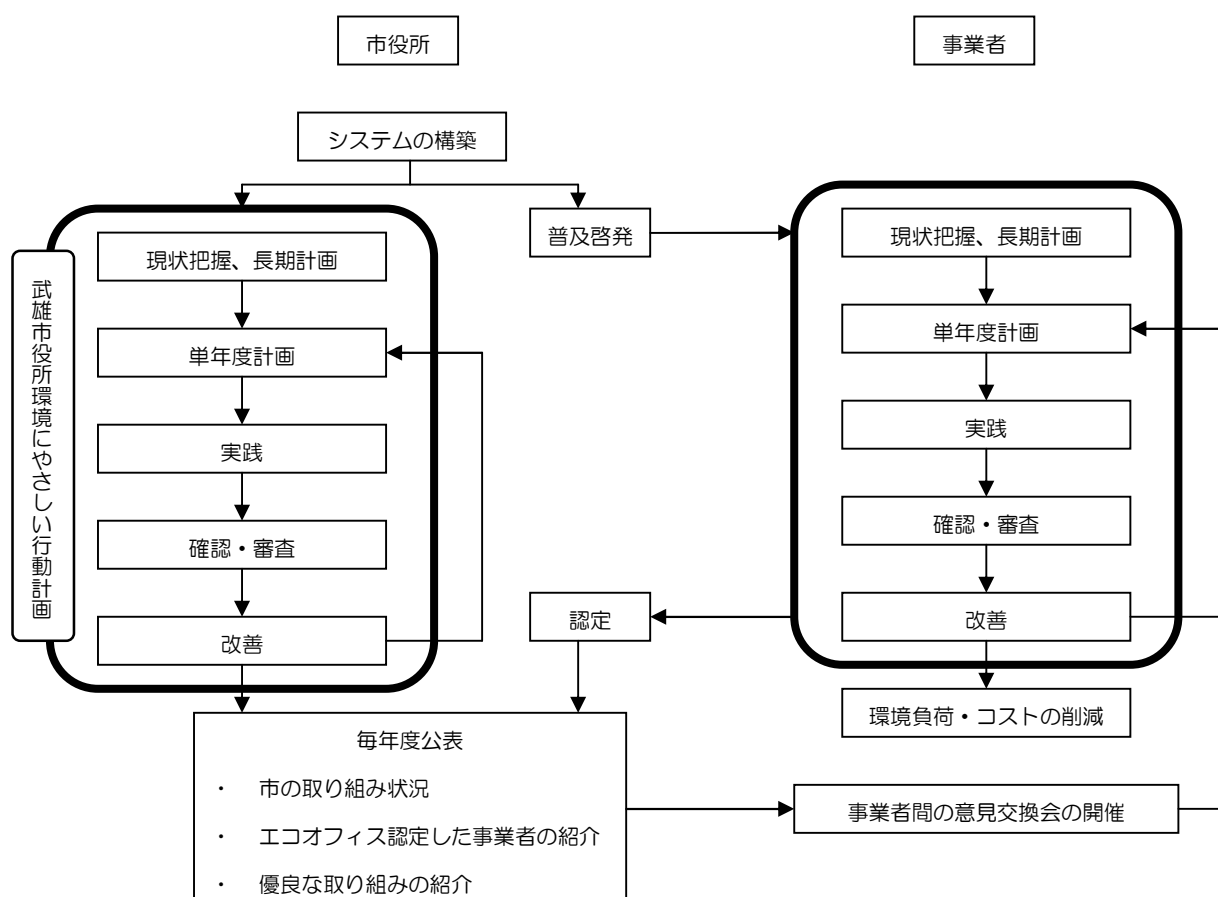 市役所
事業者
システムの構築
普及啓発
武雄市役所環境にやさしい行動計画
現状把握、長期計画
単年度計画
実践
確認・審査
改善
現状把握、長期計画
単年度計画
実践
確認・審査
改善
認定
環境負荷・コストの削減
毎年度公表
・ 市の取り組み状況
・ エコオフィス認定した事業者の紹介
・ 優良な取り組みの紹介
事業者間の意見交換会の開催